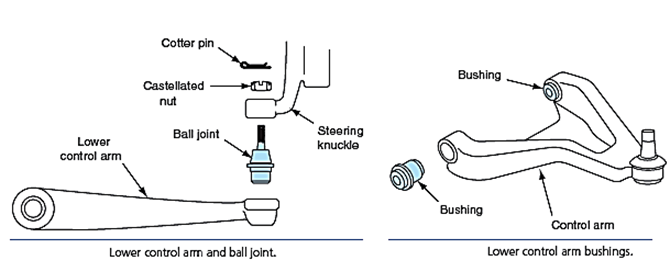 Cotter pin
Castellated
nut
Ball joint
Steering
knuckle
Lower
control arm
Lower control arm and ball joint.
Bushing
Bushing
Control arm
Lower control arm bushings.